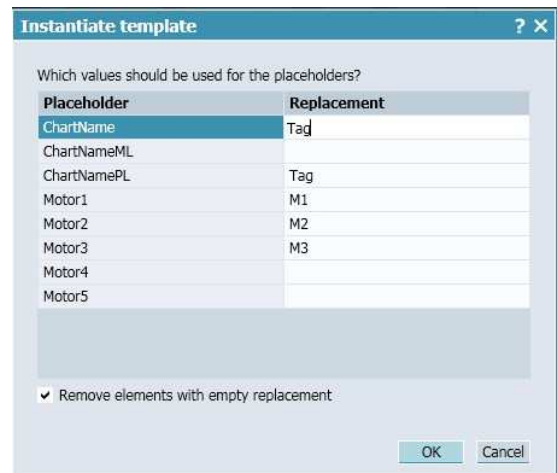 Instantiate template ? ×
Which values should be used for the placeholders?
Placeholder Replacement
ChartName Tag
ChartNameML
ChartNamePL Tag
Motor1 M1
Motor2 M2
Motor3 M3
Motor4
Motor5
Remove elements with empty replacement
OK Cancel